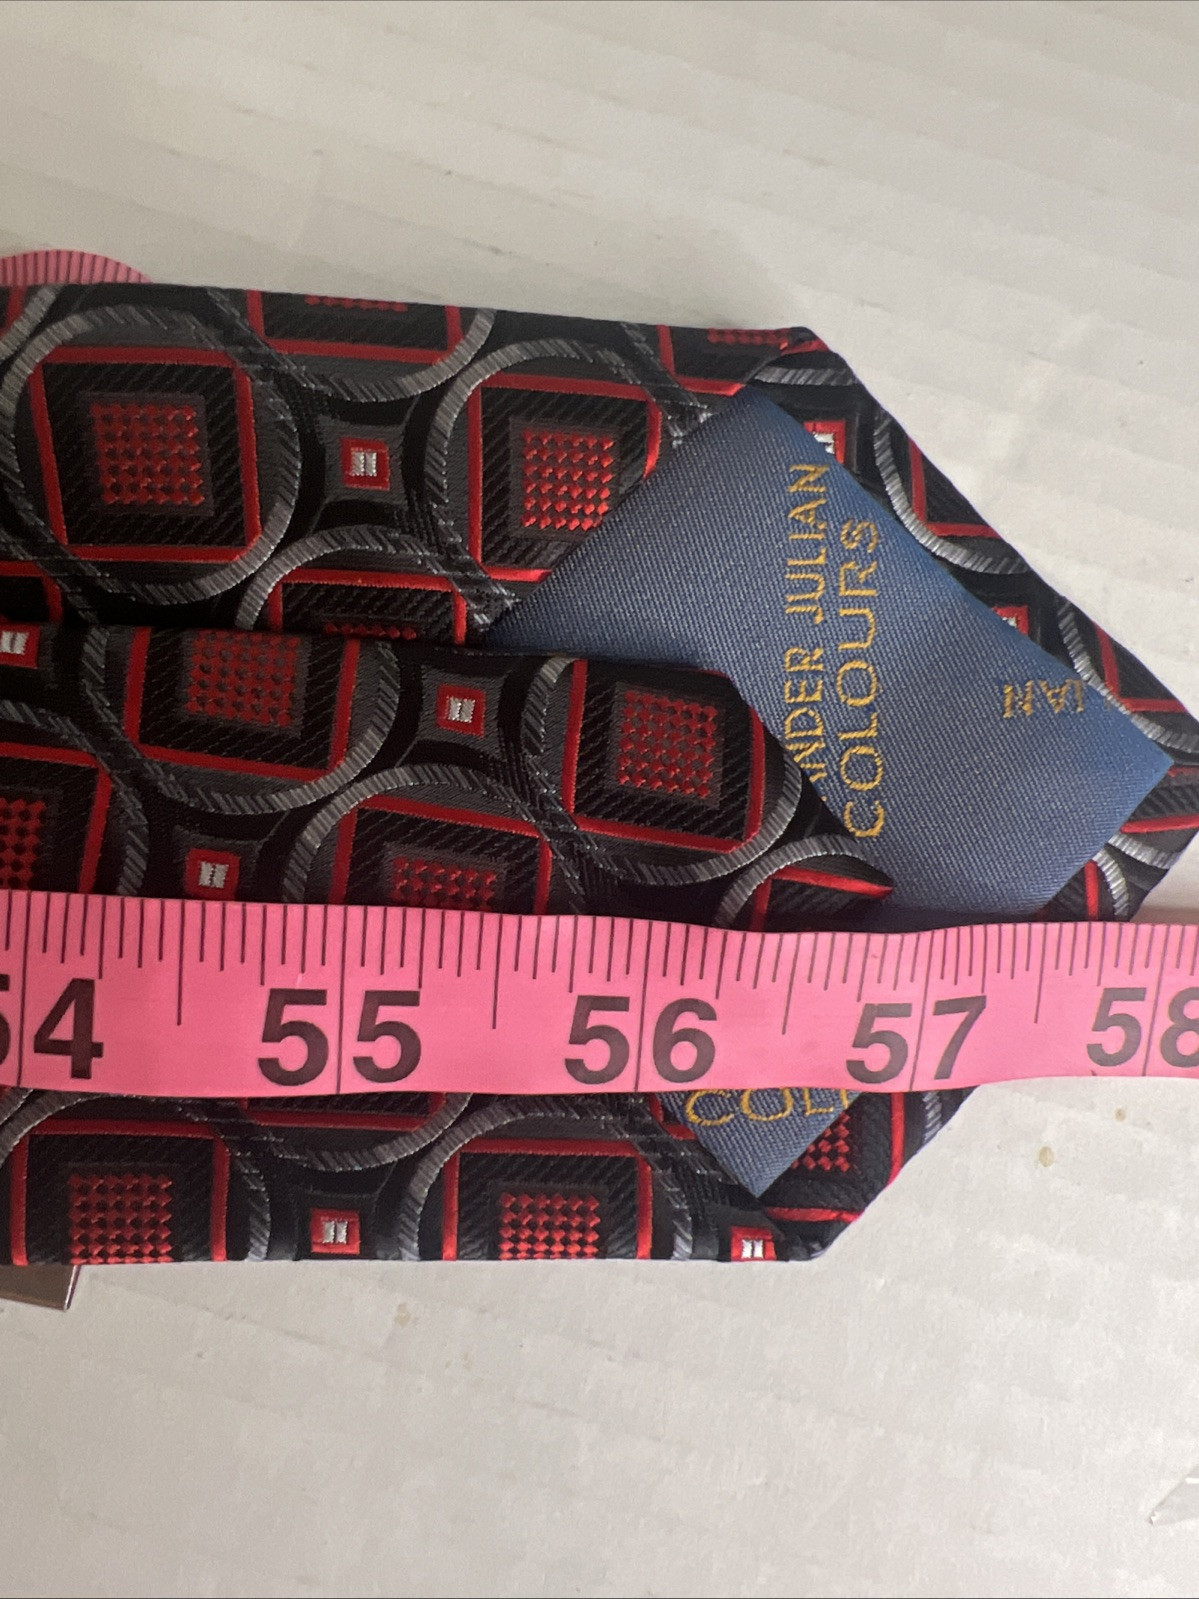 NDER JULIAN
COLOURS
IAN
54 55 56 57 58
COL